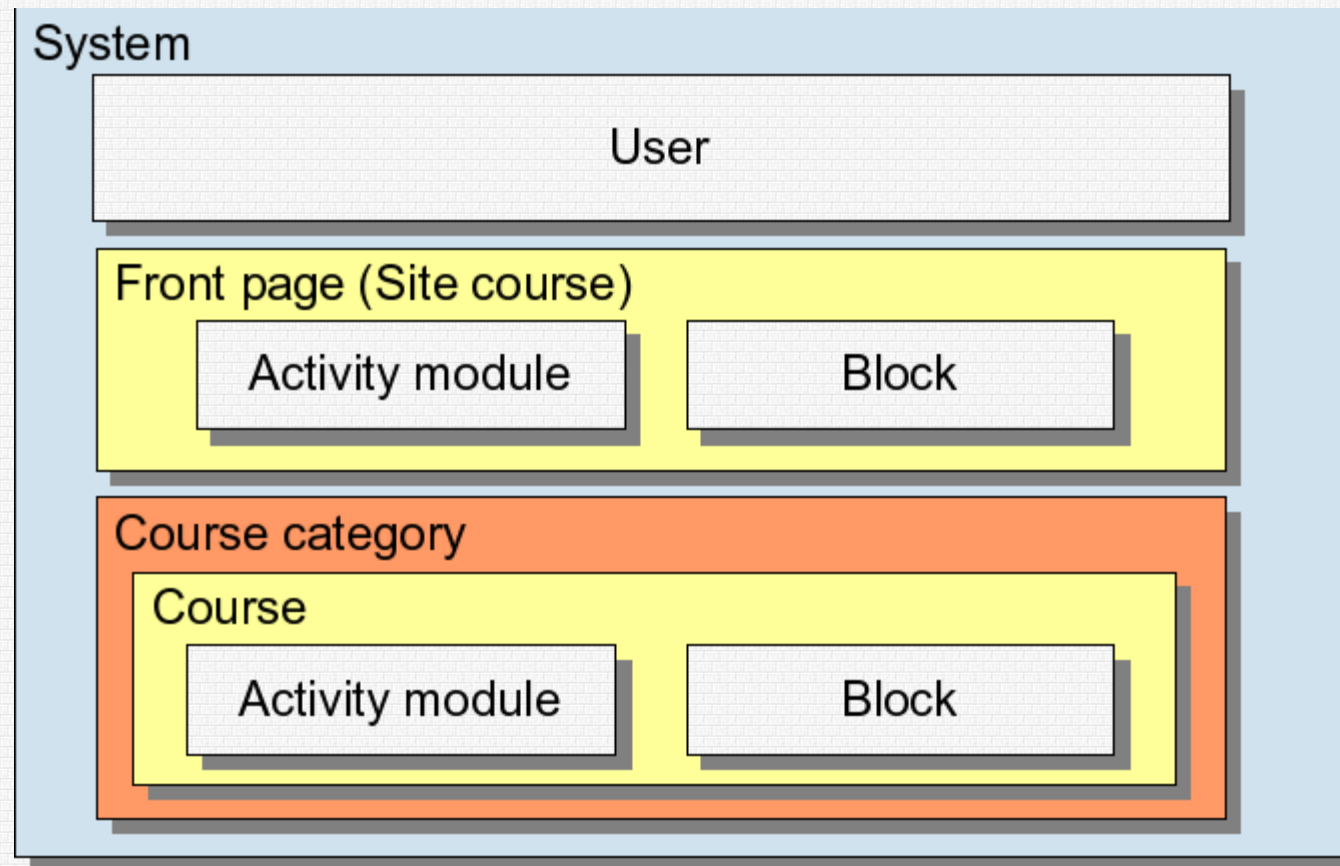 System
User
Front page (Site course)
Activity module
Block
Course category
Course
Activity module
Block